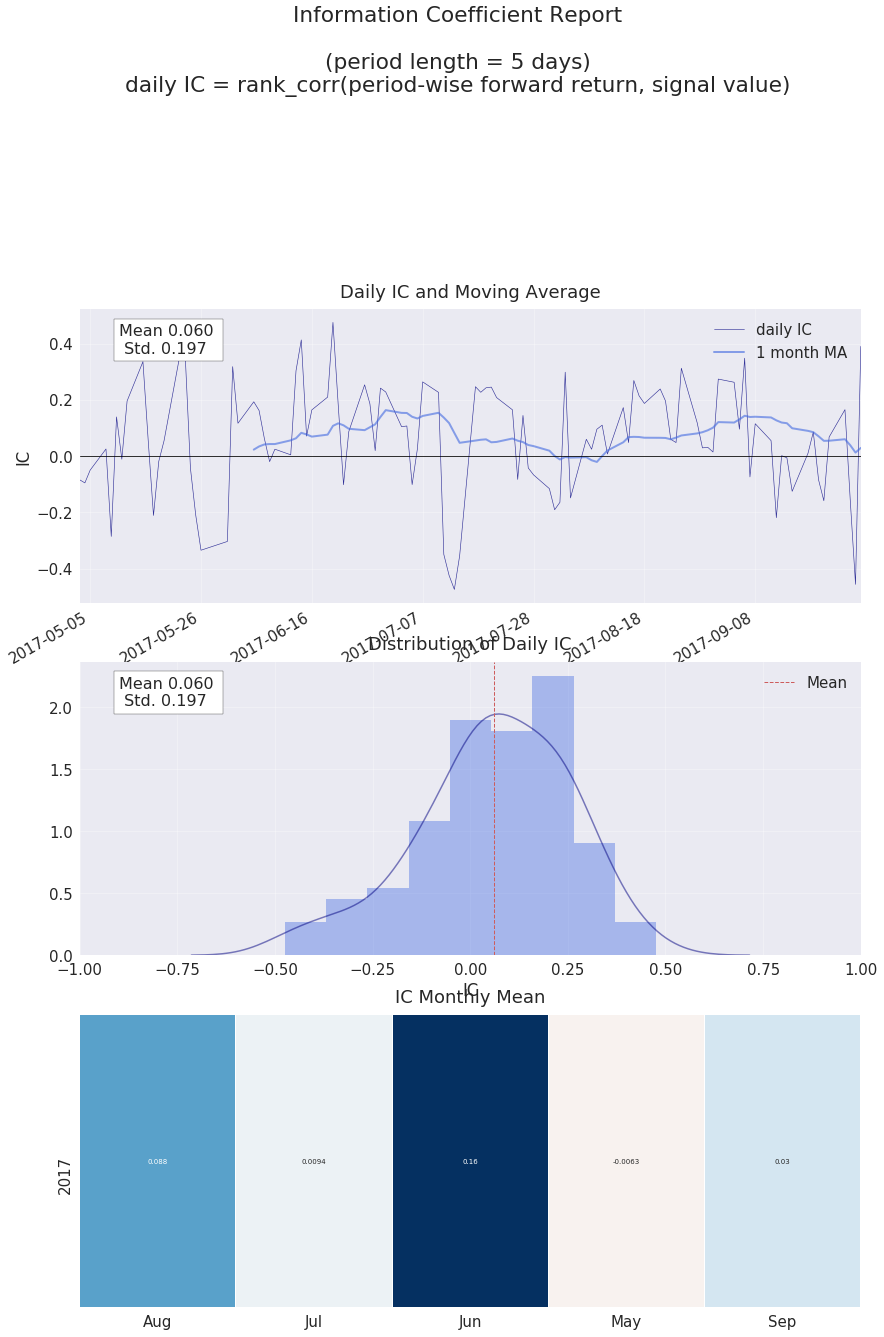 Information Coefficient Report
(period length = 5 days)
daily IC = rank_corr(period-wise forward return, signal value)
Daily IC and Moving Average
Mean 0.060
Std. 0.197
daily IC
1 month MA
0.4
0.2
0.0
−0.2
−0.4
IC
2017-05-05
2017-05-26
2017-06-16
2017-07-07
2017-07-28
2017-08-18
2017-09-08
Distribution of Daily IC
Mean 0.060
Std. 0.197
Mean
2.0
1.5
1.0
0.5
0.0
−1.00
−0.75
−0.50
−0.25
0.00
0.25
0.50
0.75
1.00
IC
IC Monthly Mean
2017
0.088
0.0094
0.16
-0.0063
0.03
Aug
Jul
Jun
May
Sep